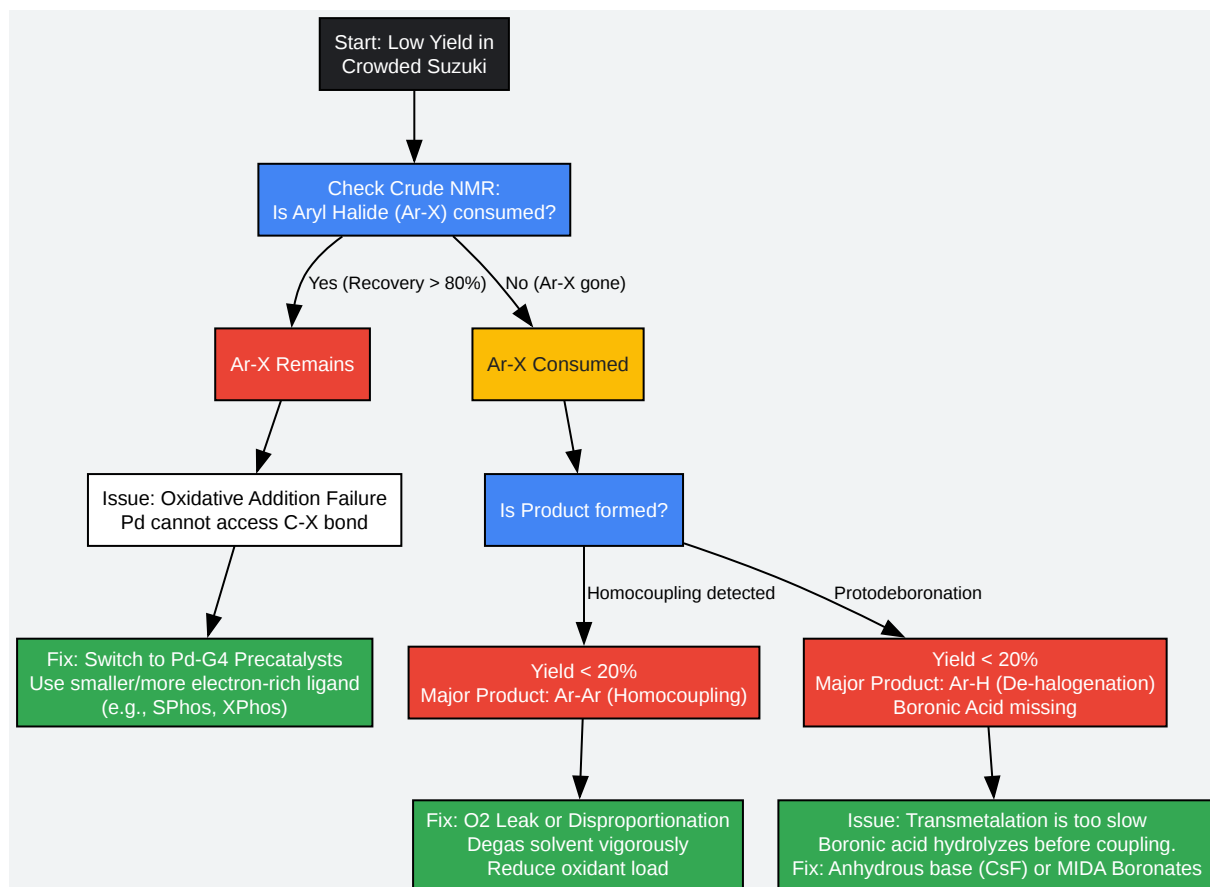 Start: Low Yield in
Crowded Suzuki
Check Crude NMR:
Is Aryl Halide (Ar-X) consumed?
Yes (Recovery > 80%)
No (Ar-X gone)
Ar-X Remains
Ar-X Consumed
Issue: Oxidative Addition Failure
Pd cannot access C-X bond
Is Product formed?
Homocoupling detected
Protodeboronation
Fix: Switch to Pd-G4 Precatalysts
Use smaller/more electron-rich ligand
(e.g., SPhos, XPhos)
Yield < 20%
Major Product: Ar-Ar (Homocoupling)
Yield < 20%
Major Product: Ar-H (De-halogenation)
Boronic Acid missing
Fix: O2 Leak or Disproportionation
Degas solvent vigorously
Reduce oxidant load
Issue: Transmetalation is too slow
Boronic acid hydrolyzes before coupling.
Fix: Anhydrous base (CsF) or MIDA Boronates